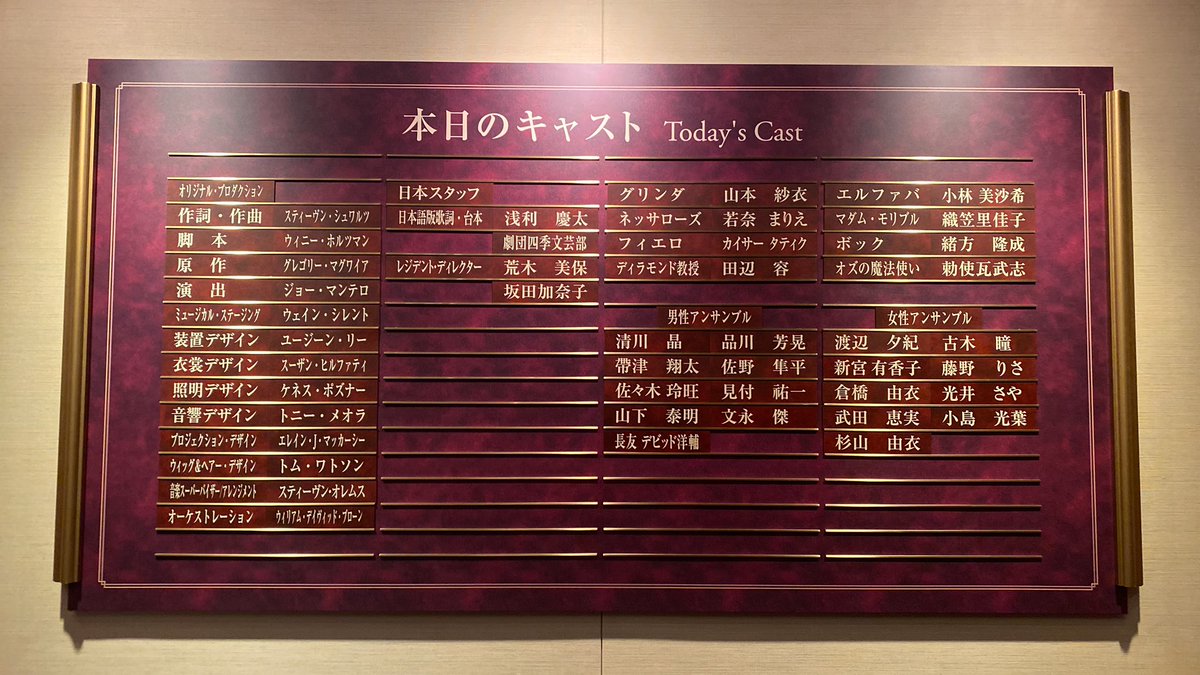 本日のキャスト Today's Cast
オリジナル・プロダクション
作詞・作曲 スティーヴン・シュワルツ
脚 本 ウィニー・ホルツマン
原 作 グレゴリー・マグワイア
演 出 ジョー・マンテロ
ミュージカル・ステージング ウェイン・シレント
装置デザイン ユージーン・リー
衣裳デザイン スーザン・ヒルファティ
照明デザイン ケネス・ポズナー
音響デザイン トニー・メオラ
プロジェクション・デザイン エレイン・J・マッカーシー
ウィッグ&ヘアー・デザイン トム・ワトソン
音楽スーパーバイザー/アレンジメント スティーヴン・オレムス
オーケストレーション ウィリアム・デイヴィッド・ブローン
日本スタッフ
日本語版歌詞・台本 浅利 慶太
劇団四季文芸部
レジデント・ディレクター 荒木 美保
坂田加奈子
グリンダ 山本 紗衣
ネッサローズ 若奈 まりえ
フィエロ カイサー タティク
ディラモンド教授 田辺 容
男性アンサンブル
清川 晶 品川 芳晃
帶津 翔太 佐野 隼平
佐々木 玲旺 見付 祐一
山下 泰明 文永 傑
長友 デビッド洋輔
エルファバ 小林 美沙希
マダム・モリブル 織笠里佳子
ボック 緒方 隆成
オズの魔法使い 勅使瓦武志
女性アンサンブル
渡辺 夕紀 古木 瞳
新宮 有香子 藤野 りさ
倉橋 由衣 光井 さや
武田 恵実 小島 光葉
杉山 由衣